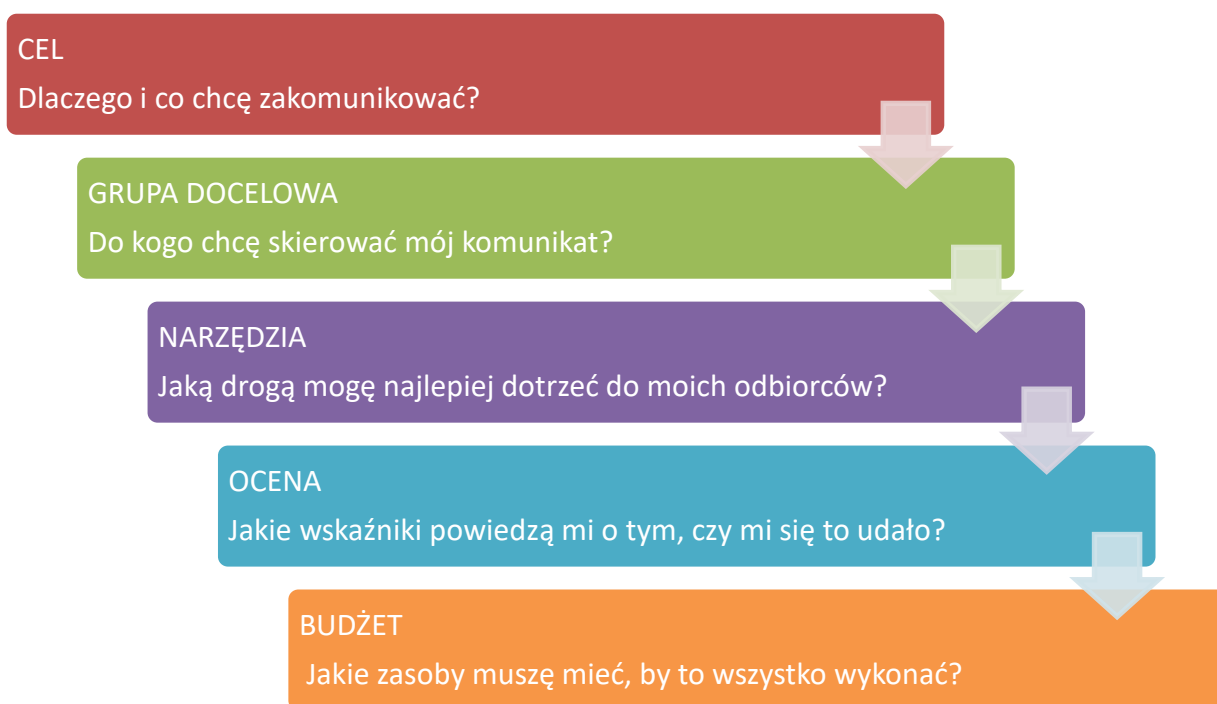 CEL
Dlaczego i co chcę zakomunikować?
GRUPA DOCELOWA
Do kogo chcę skierować mój komunikat?
NARZĘDZIA
Jaką drogą mogę najlepiej dotrzeć do moich odbiorców?
OCENA
Jakie wskaźniki powiedzą mi o tym, czy mi się to udało?
BUDŻET
Jakie zasoby muszę mieć, by to wszystko wykonać?